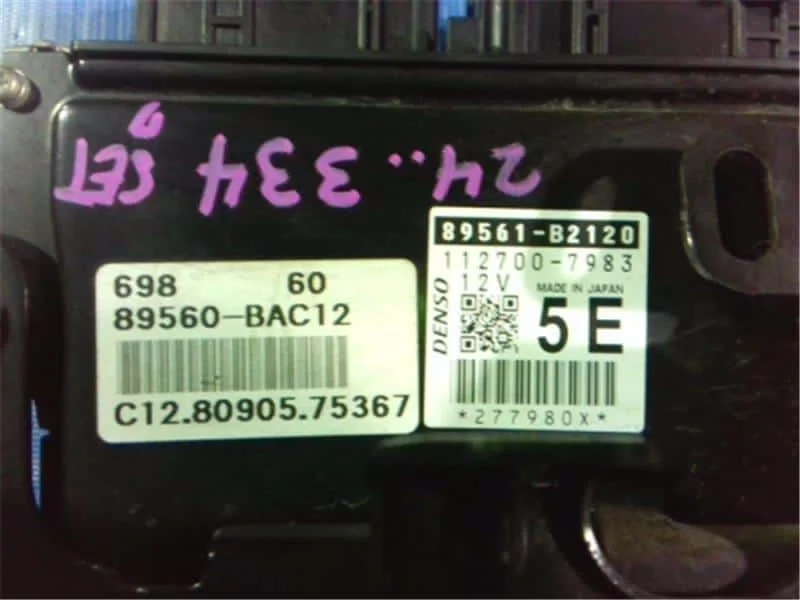 24..334 SET
698 60
89560-BAC12
C12.80905.75367
89561-B2120
112700-7983
12V MADE IN JAPAN
DENSO
5E
*277980X*